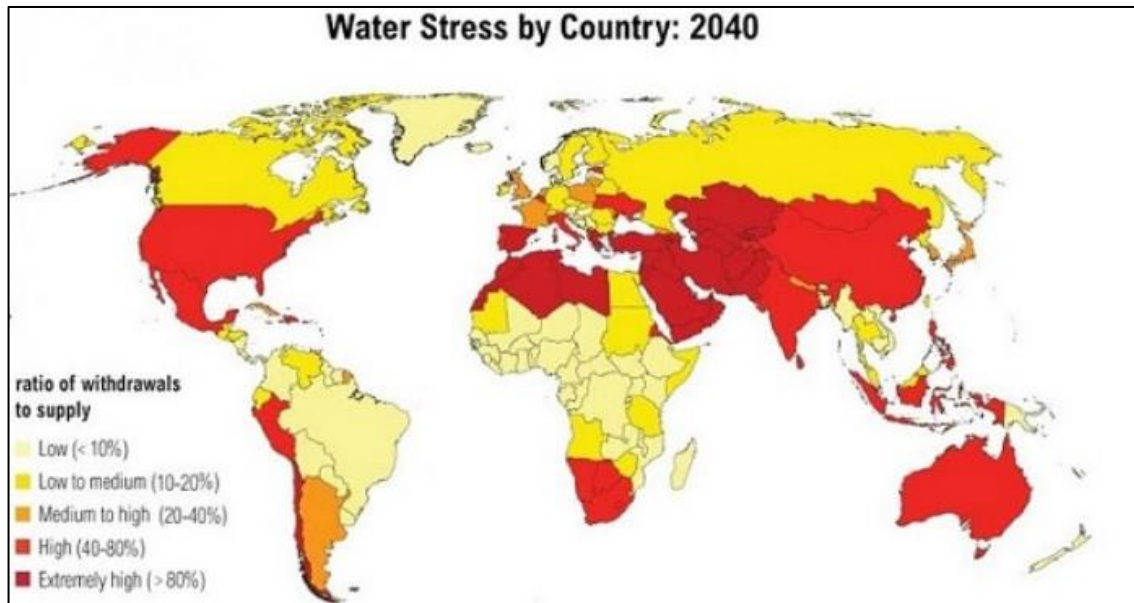 Water Stress by Country: 2040
ratio of withdrawals
to supply
Low (< 10%)
Low to medium (10-20%)
Medium to high (20-40%)
High (40-80%)
Extremely high (> 80%)